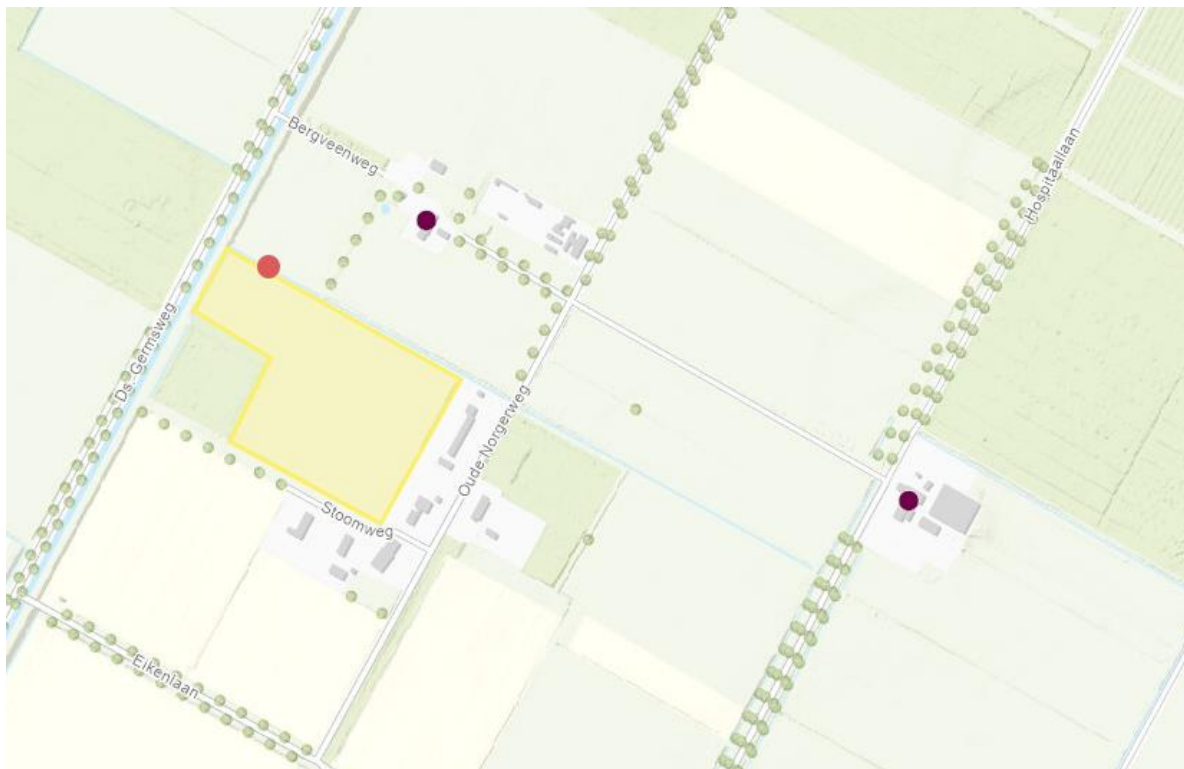 Bergveenweg
(Hospitaallaan
Ds. Germsweg
Oude Norgerweg
Stoomweg
Eikenlaan